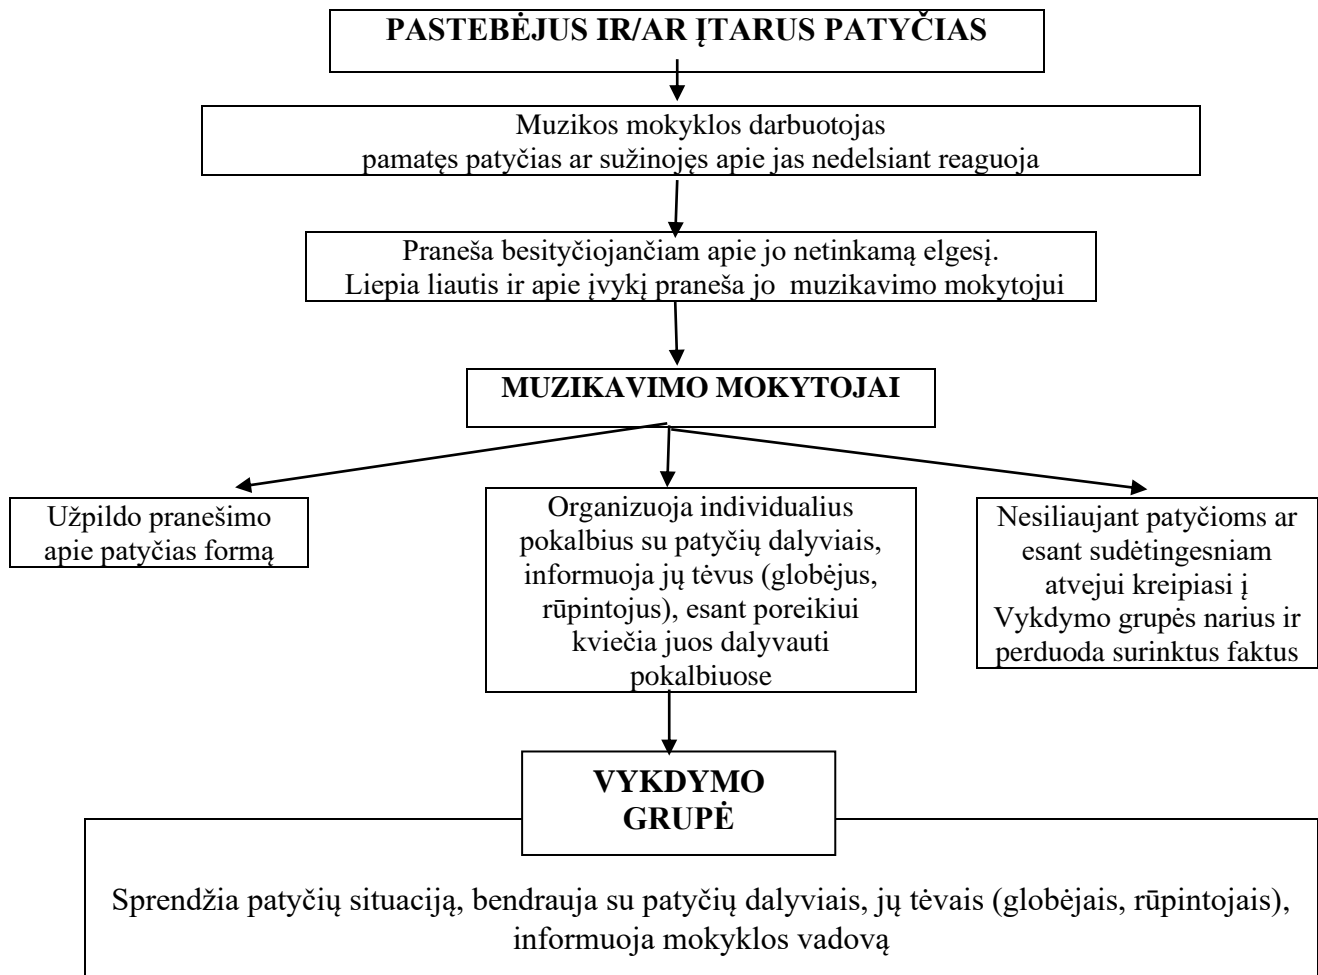 PASTEBĖJUS IR/AR ĮTARUS PATYČIAS
Muzikos mokyklos darbuotojas
pamatęs patyčias ar sužinojęs apie jas nedelsiant reaguoja
Praneša besityčiojančiam apie jo netinkamą elgesį.
Liepia liautis ir apie įvykį praneša jo muzikavimo mokytojui
MUZIKAVIMO MOKYTOJAI
Užpildo pranešimo
apie patyčias formą
Organizuoja individualius
pokalbius su patyčių dalyviais,
informuoja jų tėvus (globėjus,
rūpintojus), esant poreikiui
kviečia juos dalyvauti
pokalbiuose
Nesiliaujant patyčioms ar
esant sudėtingesniam
atvejui kreipiasi į
Vykdymo grupės narius ir
perduoda surinktus faktus
VYKDYMO
GRUPĖ
Sprendžia patyčių situaciją, bendrauja su patyčių dalyviais, jų tėvais (globėjais, rūpintojais),
informuoja mokyklos vadovą